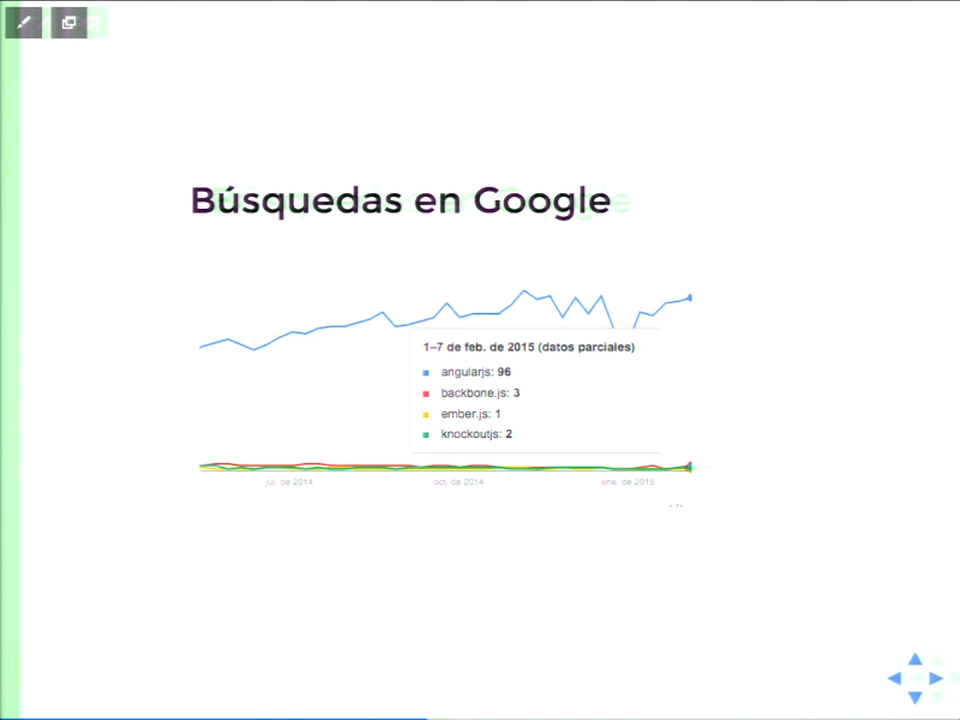 Búsquedas en Google
1–7 de feb. de 2015 (datos parciales)
angularjs: 96
backbone.js: 3
ember.js: 1
knockoutjs: 2
jul. de 2014 oct. de 2014 ene. de 2015